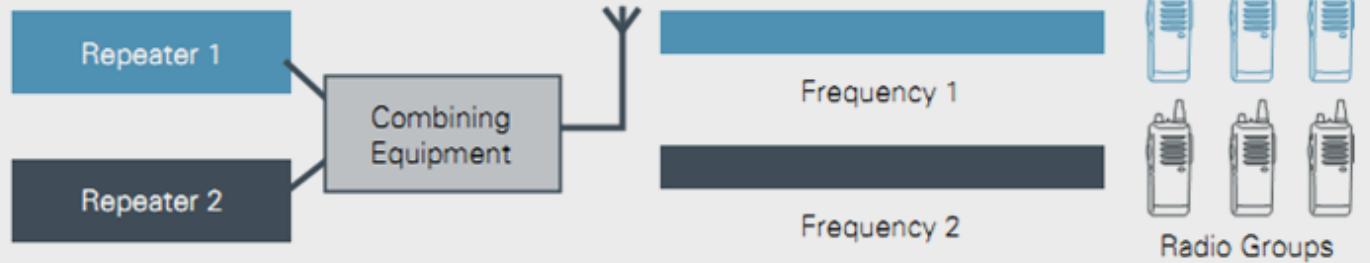 Repeater 1
Combining
Equipment
Repeater 2
Frequency 1
Frequency 2
Radio Groups